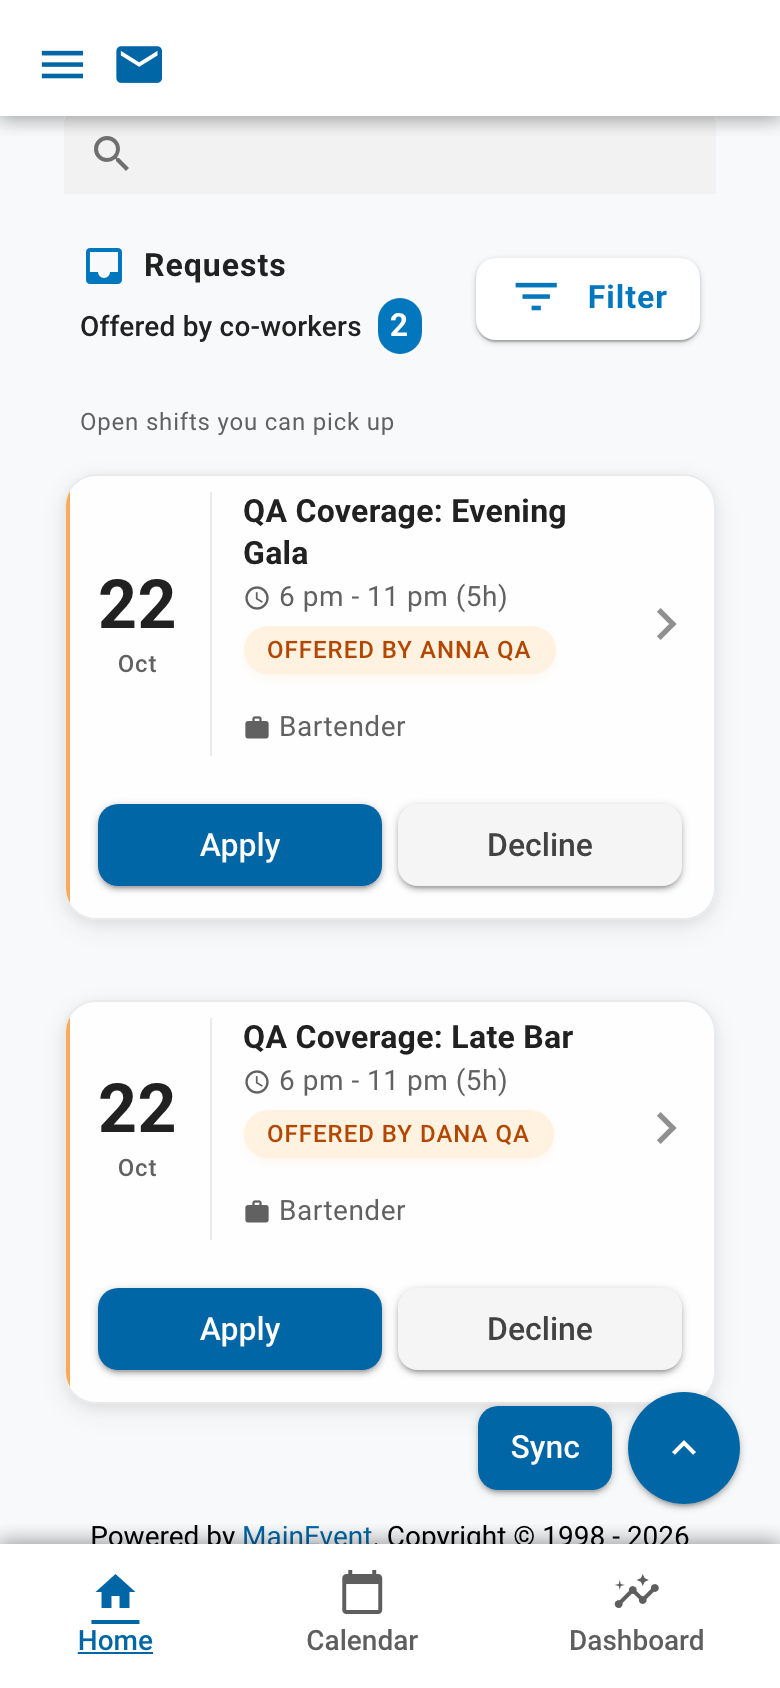 Requests
Offered by co-workers 2
Filter
Open shifts you can pick up
22
Oct
QA Coverage: Evening
Gala
6 pm - 11 pm (5h)
OFFERED BY ANNA QA
Bartender
Apply
Decline
22
Oct
QA Coverage: Late Bar
6 pm - 11 pm (5h)
OFFERED BY DANA QA
Bartender
Apply
Decline
Sync
Powered by MainEvent. Copyright © 1998 - 2026
Home
Calendar
Dashboard